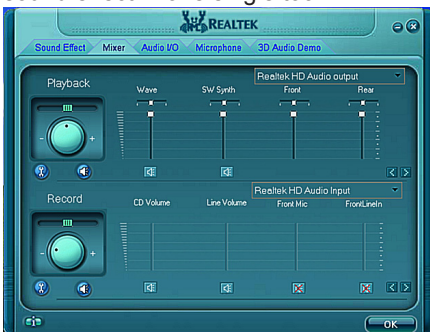 REALTEK
Sound Effect Mixer Audio I/O Microphone 3D Audio Demo
Realtek HD Audio output
Playback
Wave SW Synth Front Rear
- +
Realtek HD Audio Input
Record
CD Volume Line Volume Front Mic FrontLineIn
- +
OK